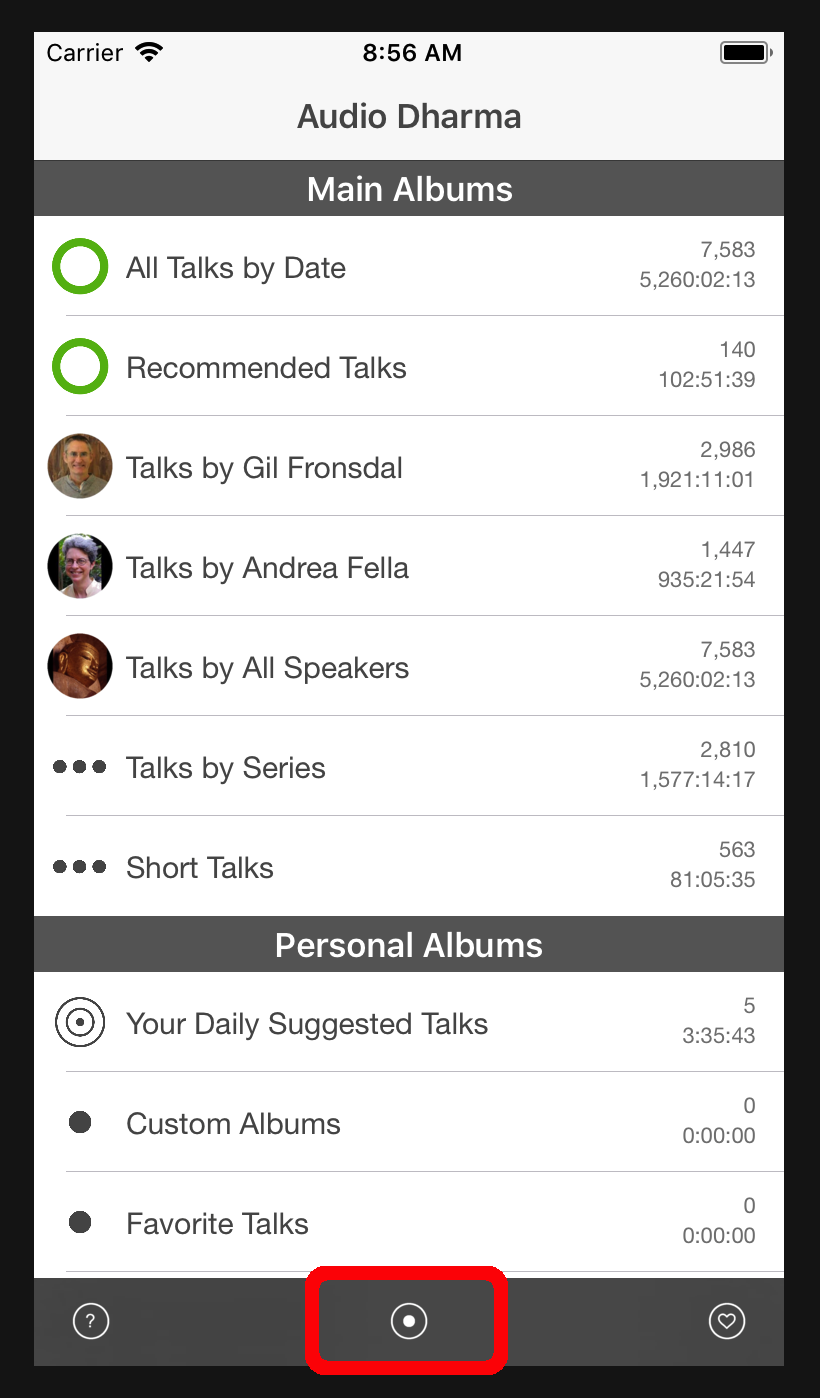 Carrier 8:56 AM
Audio Dharma
Main Albums
All Talks by Date
7,583
5,260:02:13
Recommended Talks
140
102:51:39
Talks by Gil Fronsdal
2,986
1,921:11:01
Talks by Andrea Fella
1,447
935:21:54
Talks by All Speakers
7,583
5,260:02:13
Talks by Series
2,810
1,577:14:17
Short Talks
563
81:05:35
Personal Albums
Your Daily Suggested Talks
5
3:35:43
Custom Albums
0
0:00:00
Favorite Talks
0
0:00:00
?